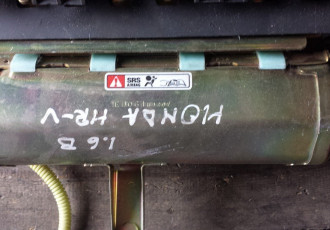 SRS
AIRBAG
HONDA HR-V
1.6 B